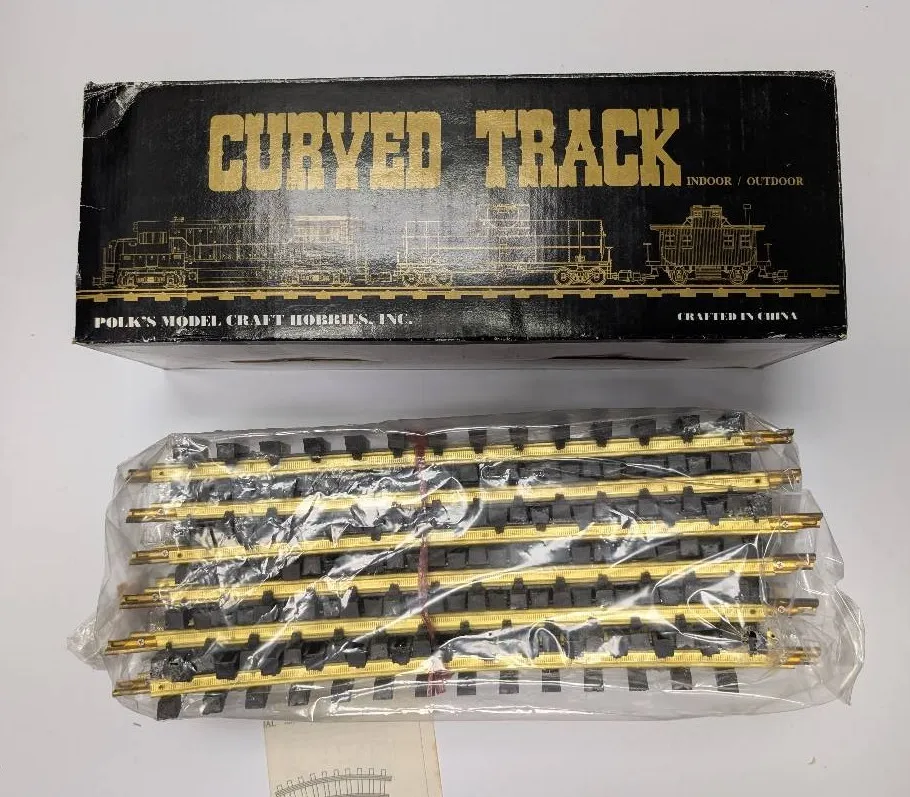 CURVED TRACK
INDOOR / OUTDOOR
POLK'S MODEL CRAFT HOBBIES, INC.
CRAFTED IN CHINA